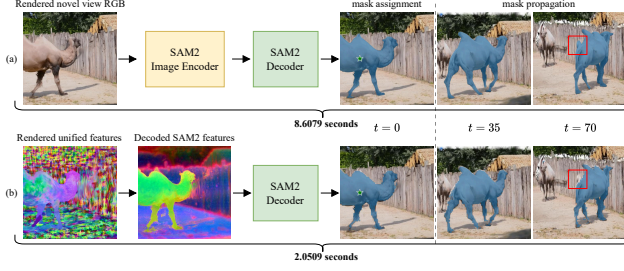 Rendered novel view RGB
mask assignment
mask propagation
(a)
SAM2
Image Encoder
SAM2
Decoder
8.6079 seconds
t = 0
t = 35
t = 70
Rendered unified features
Decoded SAM2 features
(b)
SAM2
Decoder
2.0509 seconds